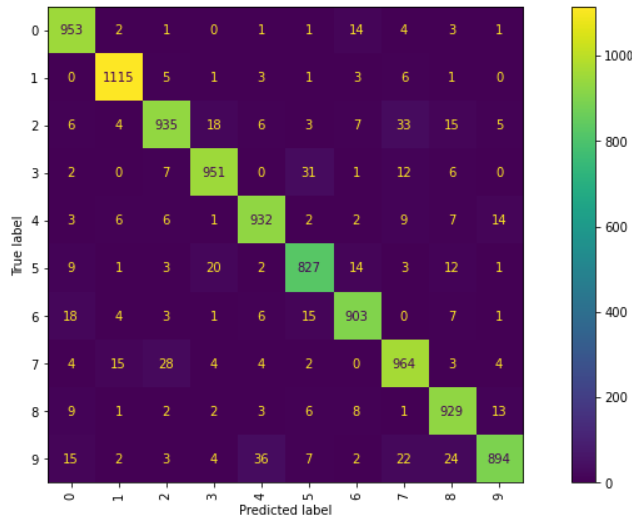 0 953 2 1 0 1 1 14 4 3 1
1 0 1115 5 1 3 1 3 6 1 0
2 6 4 935 18 6 3 7 33 15 5
3 2 0 7 951 0 31 1 12 6 0
4 3 6 6 1 932 2 2 9 7 14
5 9 1 3 20 2 827 14 3 12 1
6 18 4 3 1 6 15 903 0 7 1
7 4 15 28 4 4 2 0 964 3 4
8 9 1 2 2 3 6 8 1 929 13
9 15 2 3 4 36 7 2 22 24 894
0 1 2 3 4 5 6 7 8 9
True label
Predicted label
1000
800
600
400
200
0